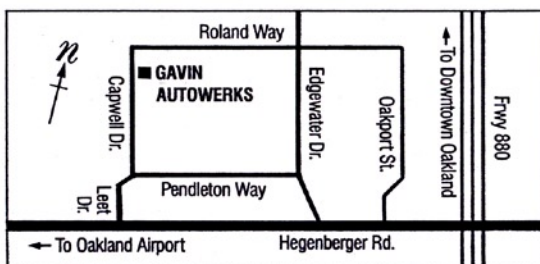 Roland Way
n
GAVIN
AUTOWERKS
Capwell Dr.
Edgewater Dr.
Oakport St.
To Downtown Oakland
Frwy 880
Leet
Dr.
Pendleton Way
To Oakland Airport
Hegenberger Rd.